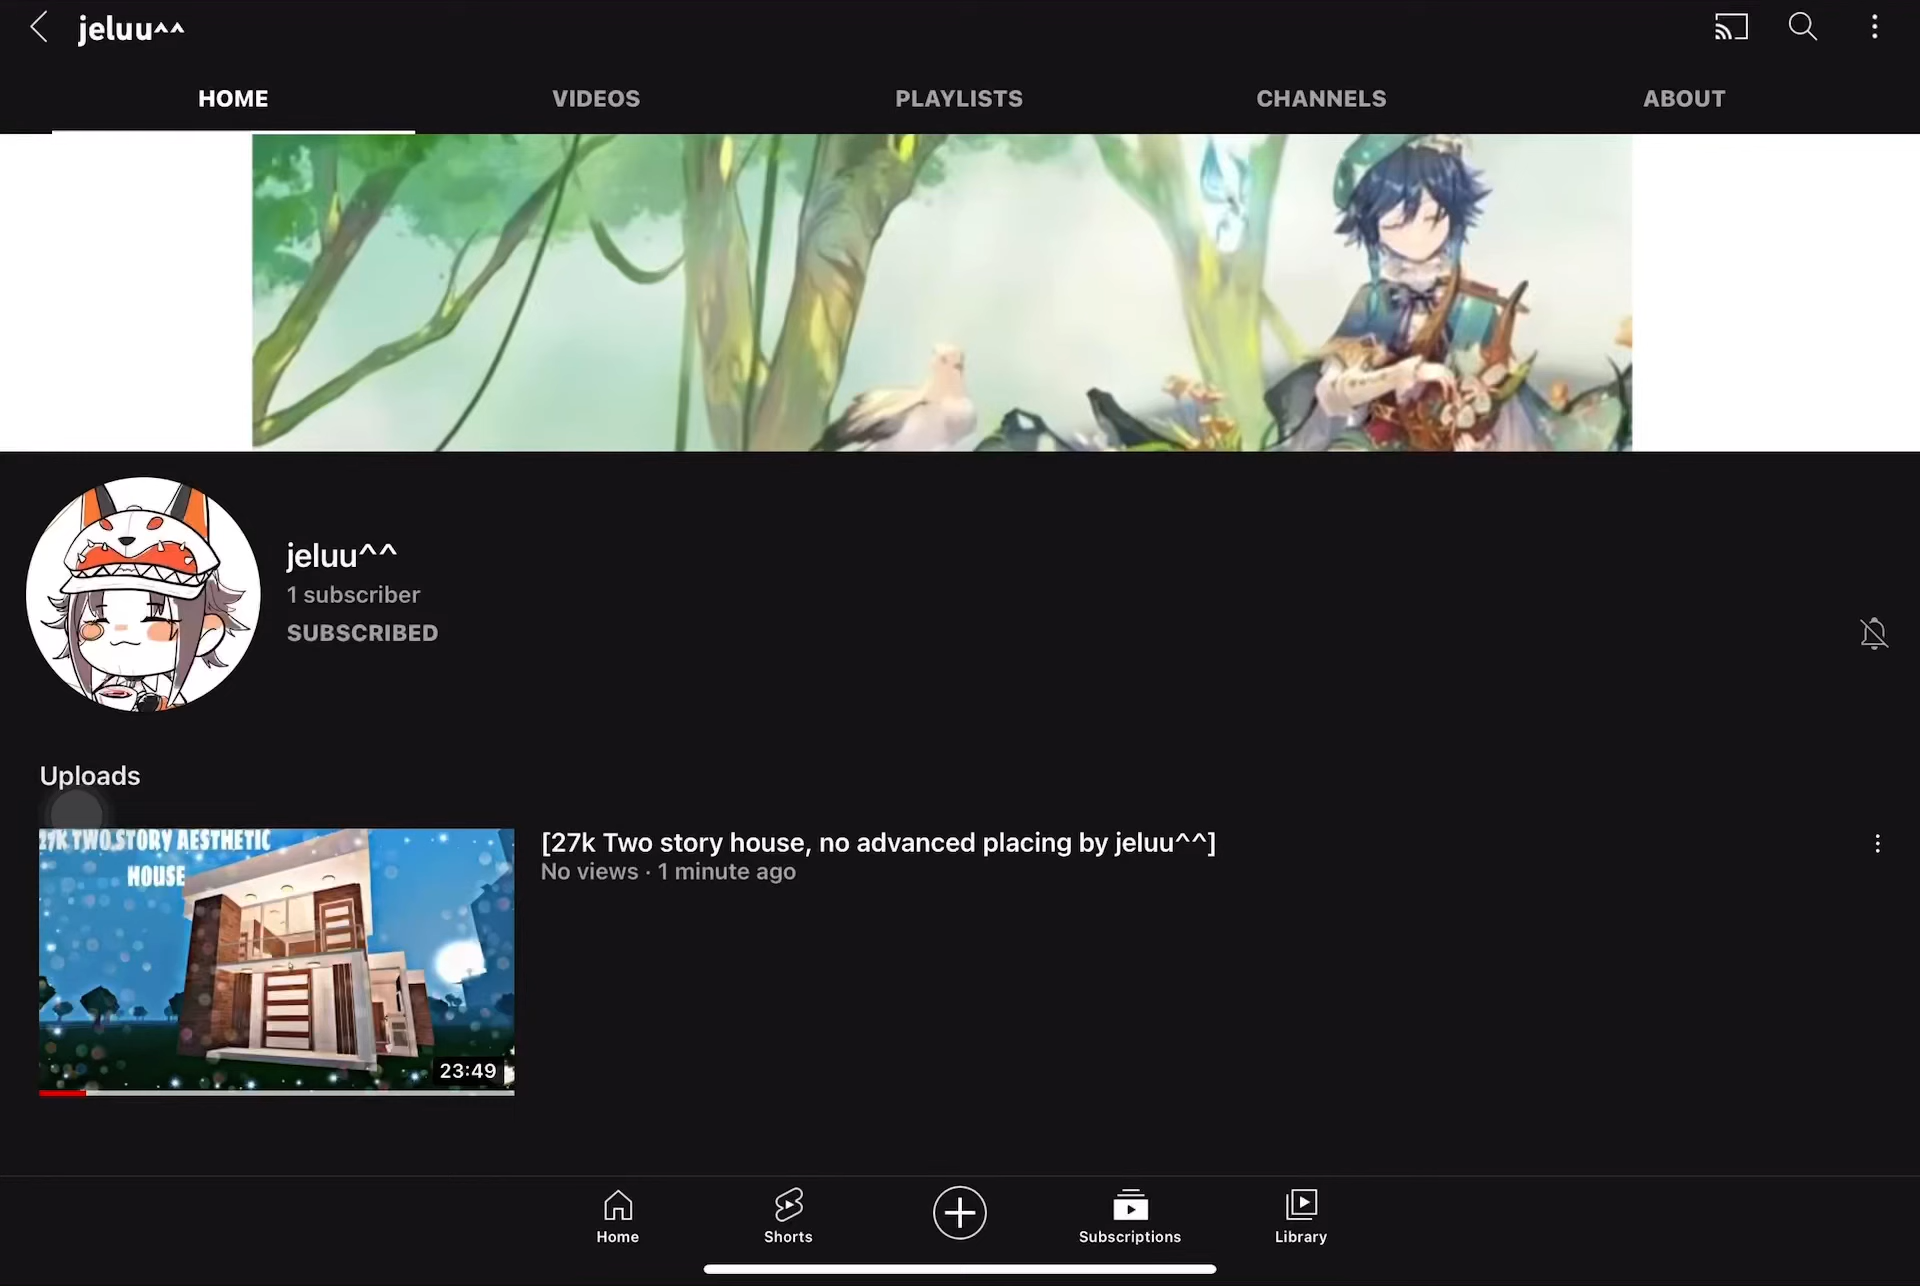 jeluu^^
HOME
VIDEOS
PLAYLISTS
CHANNELS
ABOUT
jeluu^^
1 subscriber
SUBSCRIBED
Uploads
27K TWO STORY AESTHETIC
HOUSE
23:49
[27k Two story house, no advanced placing by jeluu^^]
No views · 1 minute ago
Home
Shorts
Subscriptions
Library